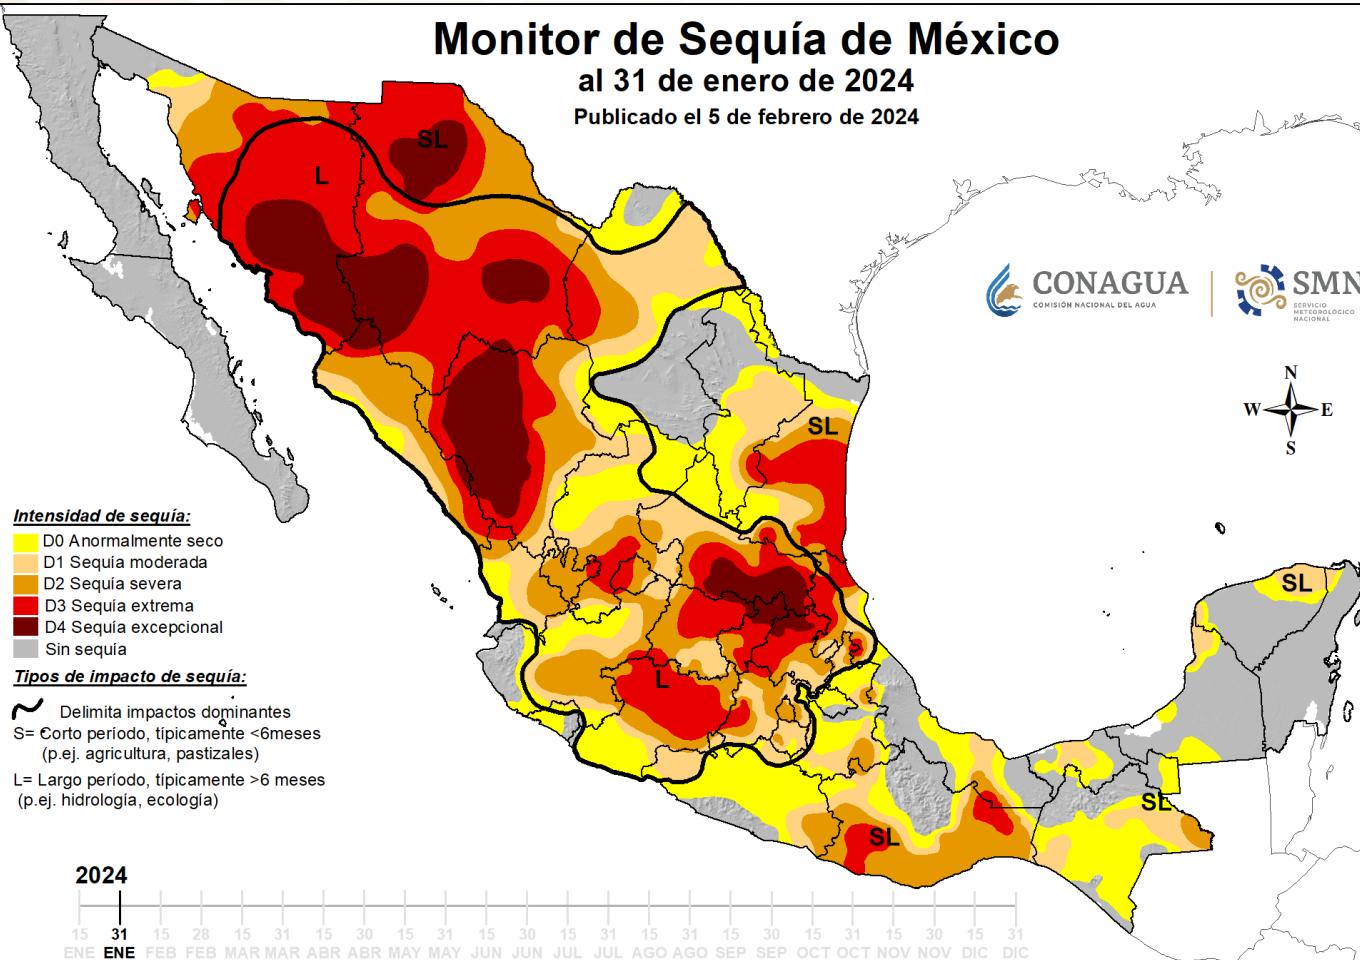 Monitor de Sequía de México
al 31 de enero de 2024
Publicado el 5 de febrero de 2024
SL
L
CONAGUA
COMISIÓN NACIONAL DEL AGUA
SMN
SERVICIO
METEOROLÓGICO
NACIONAL
N
W E
S
SL
Intensidad de sequía:
D0 Anormalmente seco
D1 Sequía moderada
D2 Sequía severa
D3 Sequía extrema
D4 Sequía excepcional
Sin sequía
SL
L
Tipos de impacto de sequía:
Delimita impactos dominantes
S= Corto período, típicamente <6meses
(p.ej. agricultura, pastizales)
L= Largo período, típicamente >6 meses
(p.ej. hidrología, ecología)
SL
SL
2024
15 31 15 28 15 31 15 30 15 31 15 30 15 31 15 31 15 30 15 31 15 30 15 31
ENE ENE FEB FEB MAR MAR ABR ABR MAY MAY JUN JUN JUL JUL AGO AGO SEP SEP OCT OCT NOV NOV DIC DIC